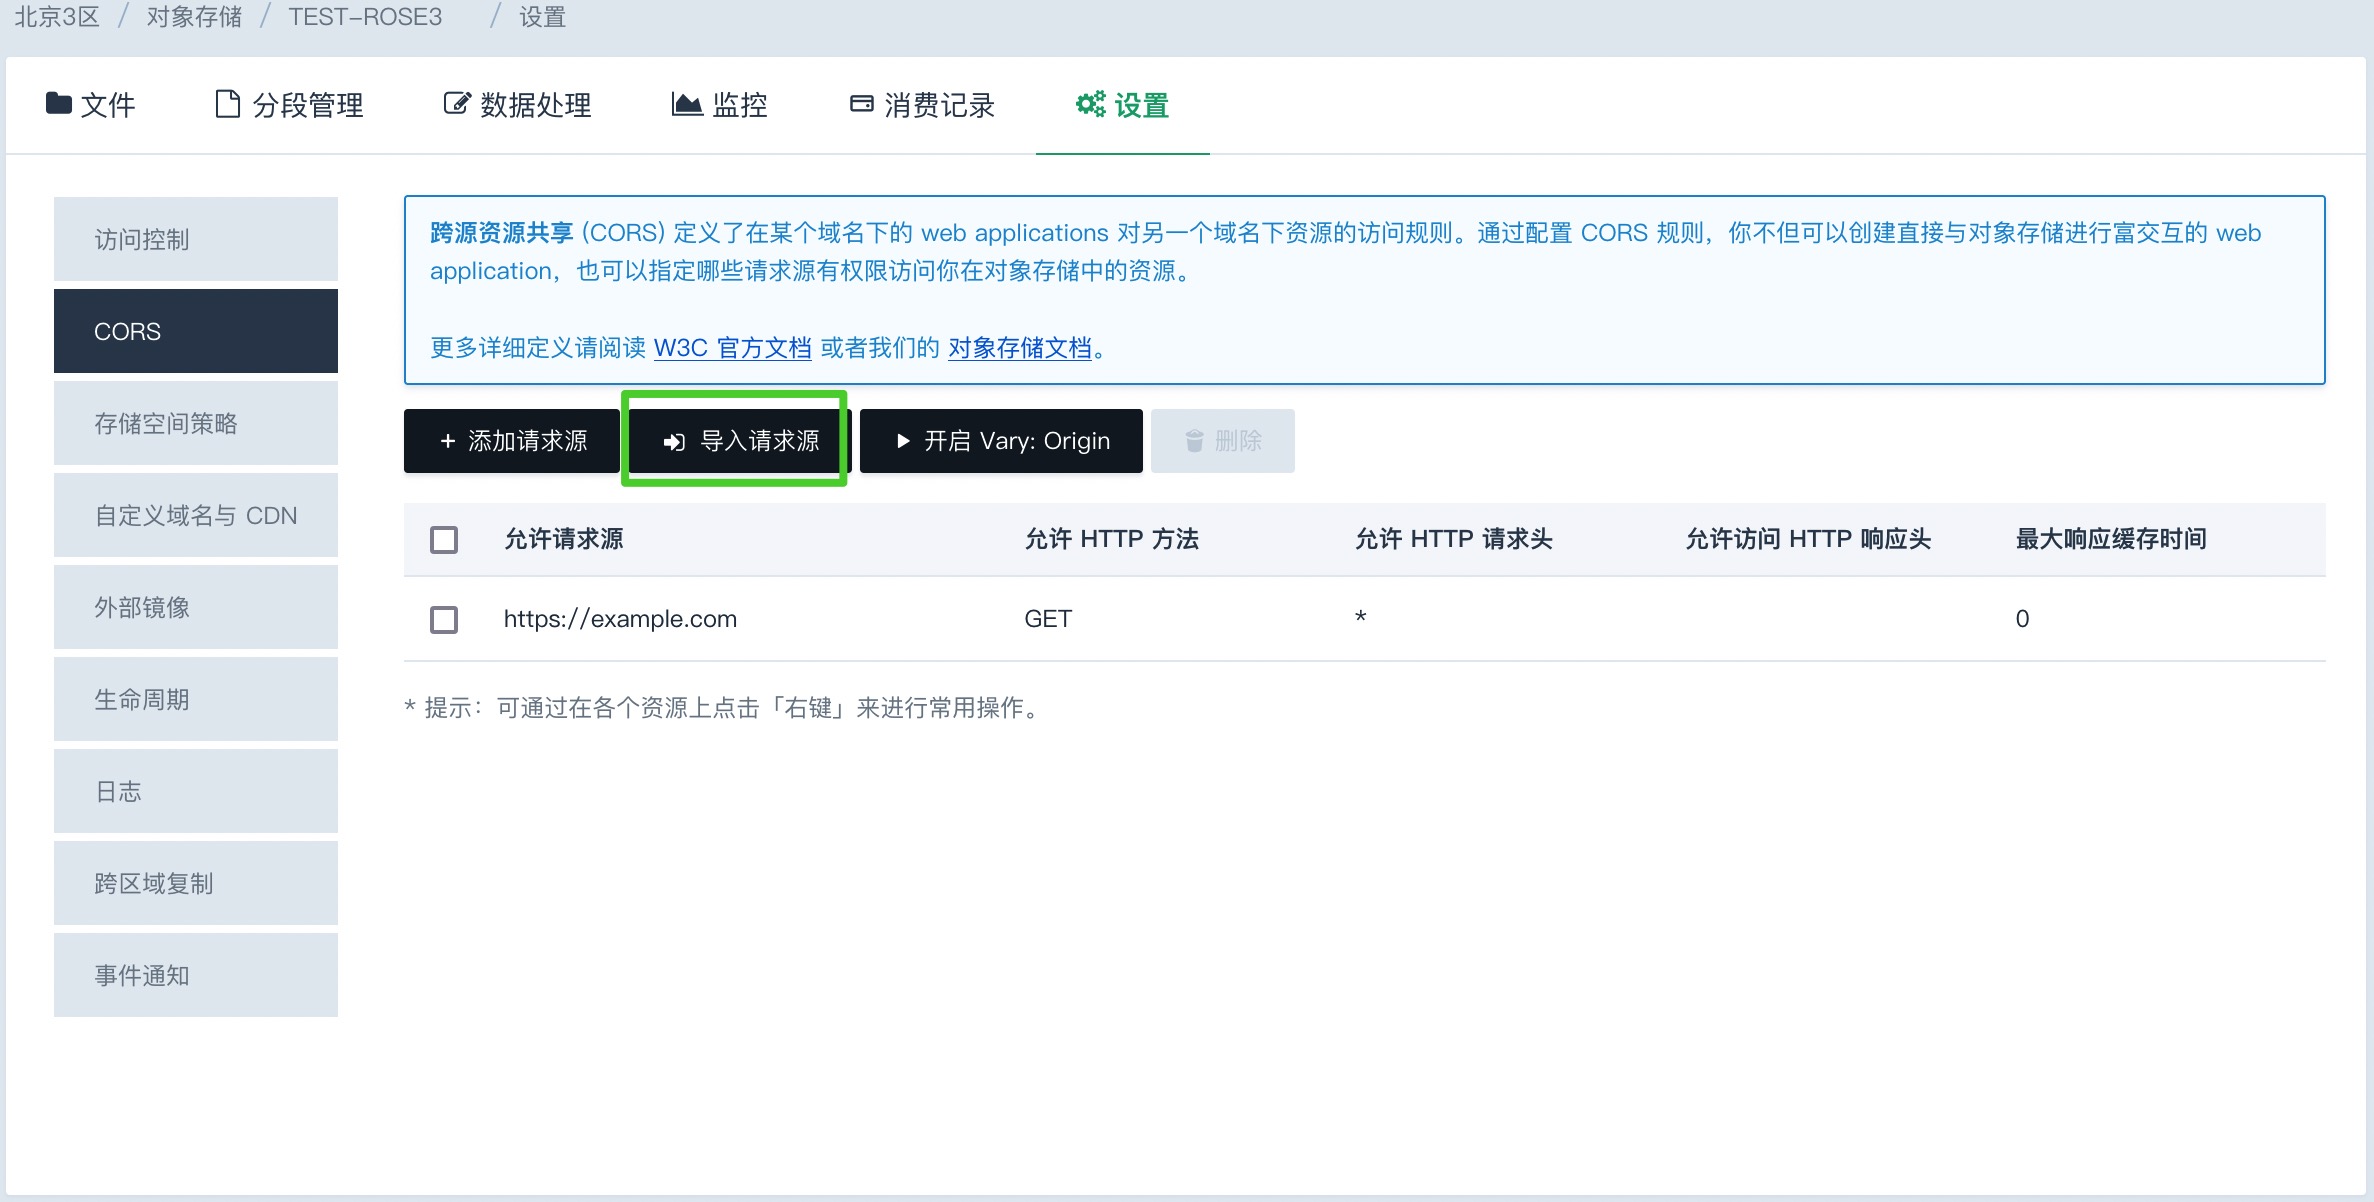 北京3区 / 对象存储 / TEST-ROSE3 / 设置
文件 分段管理 数据处理 监控 消费记录 设置
访问控制
CORS
存储空间策略
自定义域名与 CDN
外部镜像
生命周期
日志
跨区域复制
事件通知
跨源资源共享 (CORS) 定义了在某个域名下的 web applications 对另一个域名下资源的访问规则。通过配置 CORS 规则，你不但可以创建直接与对象存储进行富交互的 web
application，也可以指定哪些请求源有权限访问你在对象存储中的资源。
更多详细定义请阅读 W3C 官方文档 或者我们的 对象存储文档。
+ 添加请求源 导入请求源 开启 Vary: Origin 删除
允许请求源 允许 HTTP 方法 允许 HTTP 请求头 允许访问 HTTP 响应头 最大响应缓存时间
https://example.com GET * 0
* 提示：可通过在各个资源上点击「右键」来进行常用操作。